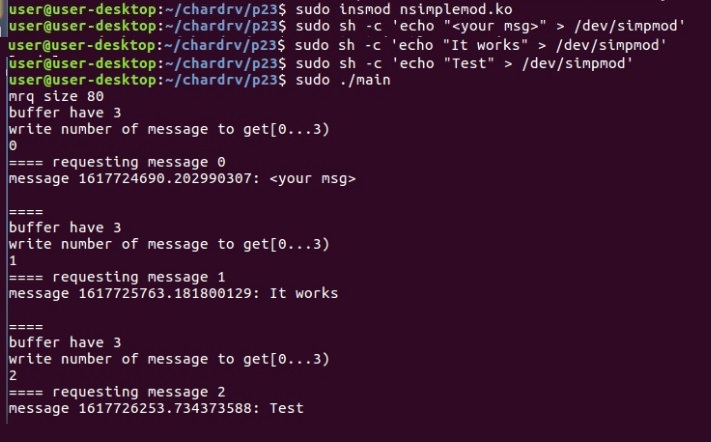 user@user-desktop:~/chardrv/p23$ sudo insmod nsimplemod.ko
user@user-desktop:~/chardrv/p23$ sudo sh -c 'echo "<your msg>" > /dev/simpmod'
user@user-desktop:~/chardrv/p23$ sudo sh -c 'echo "It works" > /dev/simpmod'
user@user-desktop:~/chardrv/p23$ sudo sh -c 'echo "Test" > /dev/simpmod'
user@user-desktop:~/chardrv/p23$ sudo ./main
mrq size 80
buffer have 3
write number of message to get[0...3)
0
==== requesting message 0
message 1617724690.202990307: <your msg>
====
buffer have 3
write number of message to get[0...3)
1
==== requesting message 1
message 1617725763.181800129: It works
====
buffer have 3
write number of message to get[0...3)
2
==== requesting message 2
message 1617726253.734373588: Test